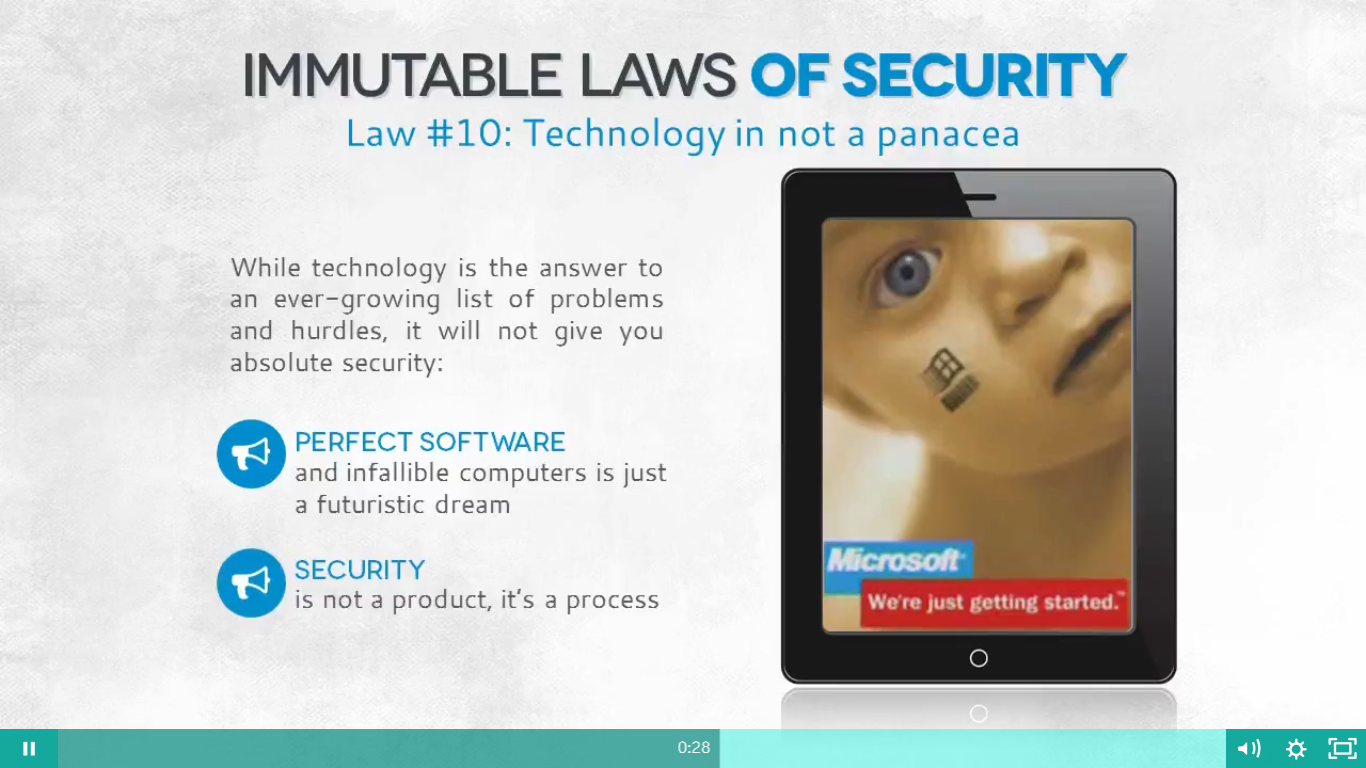 IMMUTABLE LAWS OF SECURITY
Law #10: Technology in not a panacea
While technology is the answer to
an ever-growing list of problems
and hurdles, it will not give you
absolute security:
PERFECT SOFTWARE
and infallible computers is just
a futuristic dream
SECURITY
is not a product, it's a process
Microsoft
We're just getting started.™
0:28